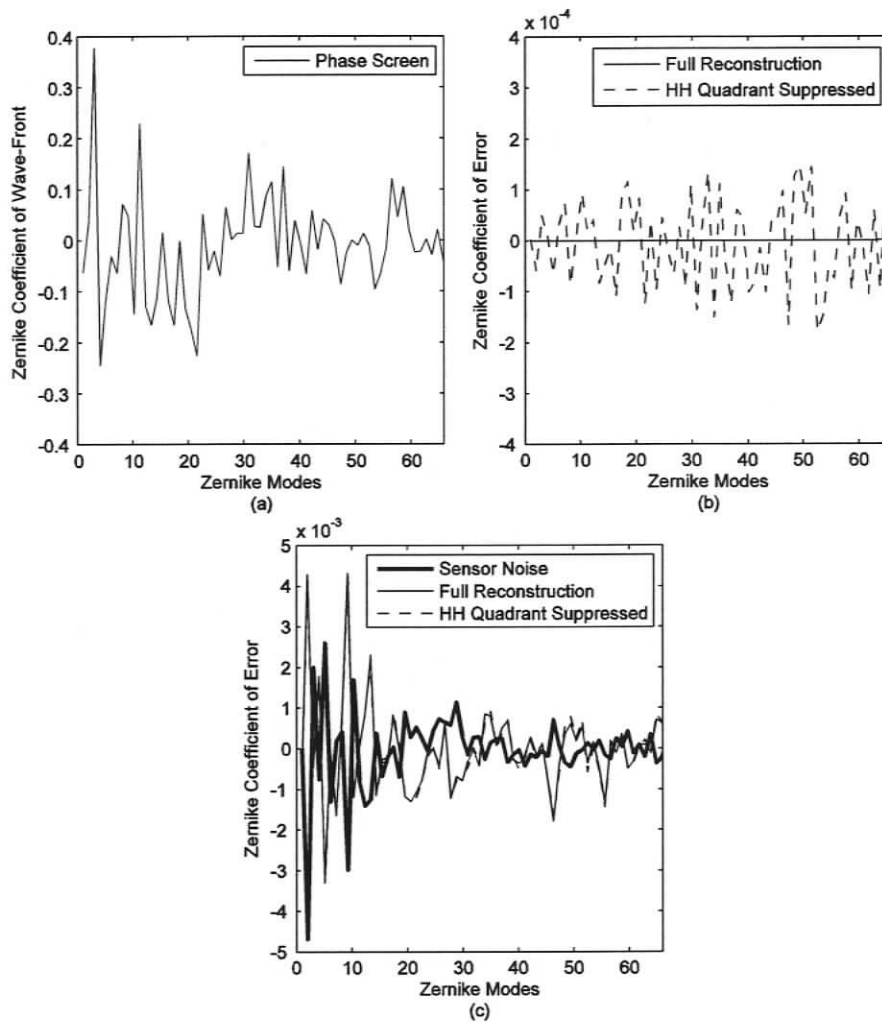 0.4
0.3
0.2
0.1
0
-0.1
-0.2
-0.3
-0.4
0 10 20 30 40 50 60
Zernike Coefficient of Wave-Front
Phase Screen
Zernike Modes
(a)
x 10^-4
4
3
2
1
0
-1
-2
-3
-4
0 10 20 30 40 50 60
Zernike Coefficient of Error
Full Reconstruction
HH Quadrant Suppressed
Zernike Modes
(b)
x 10^-3
5
4
3
2
1
0
-1
-2
-3
-4
-5
0 10 20 30 40 50 60
Zernike Coefficient of Error
Sensor Noise
Full Reconstruction
HH Quadrant Suppressed
Zernike Modes
(c)